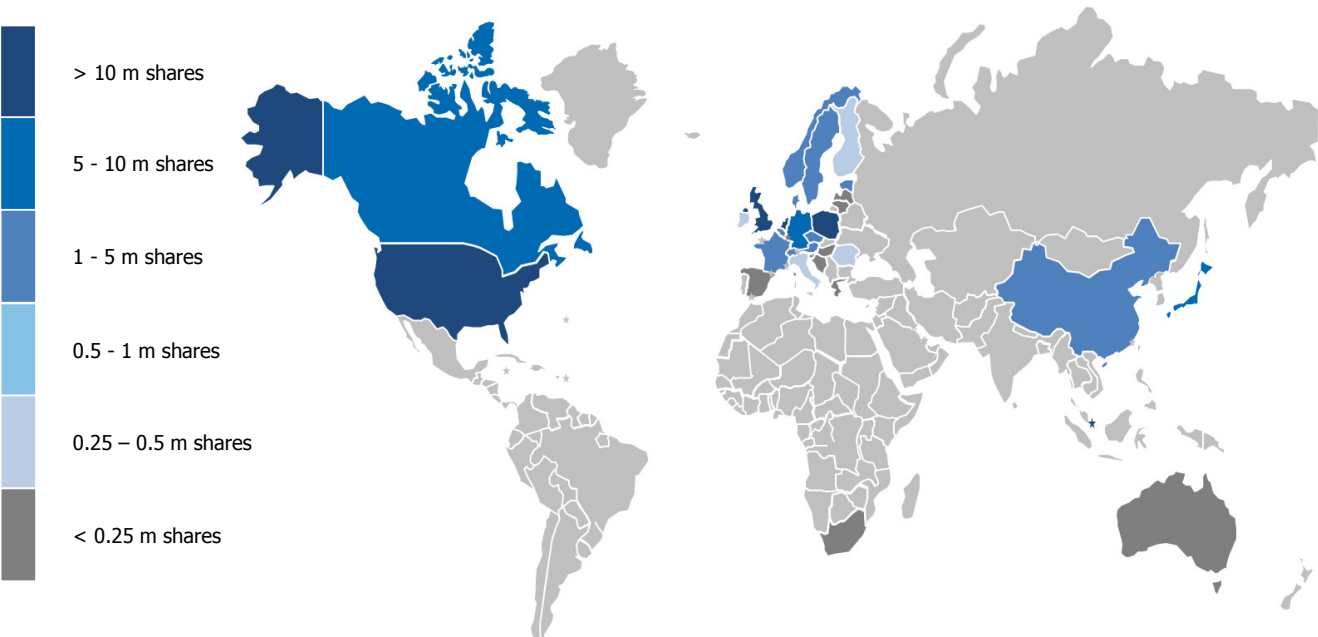 > 10 m shares
5 - 10 m shares
1 - 5 m shares
0.5 - 1 m shares
0.25 – 0.5 m shares
< 0.25 m shares